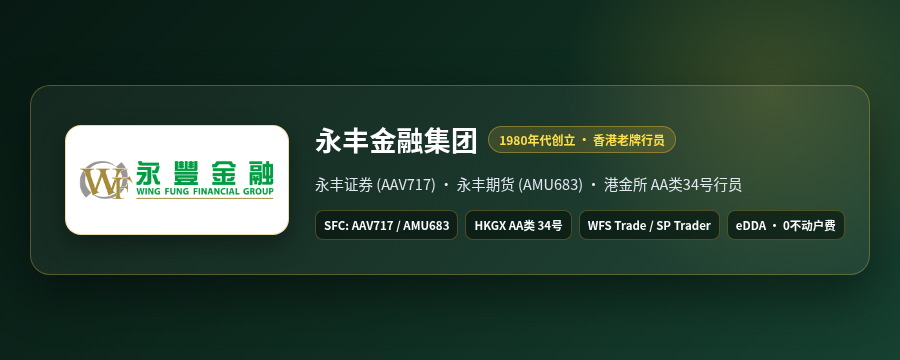 永豐金融
WING FUNG FINANCIAL GROUP
永丰金融集团
1980年代创立 · 香港老牌行员
永丰证券 (AAV717) · 永丰期货 (AMU683) · 港金所 AA类34号行员
SFC: AAV717 / AMU683
HKGX AA类 34号
WFS Trade / SP Trader
eDDA · 0不动户费